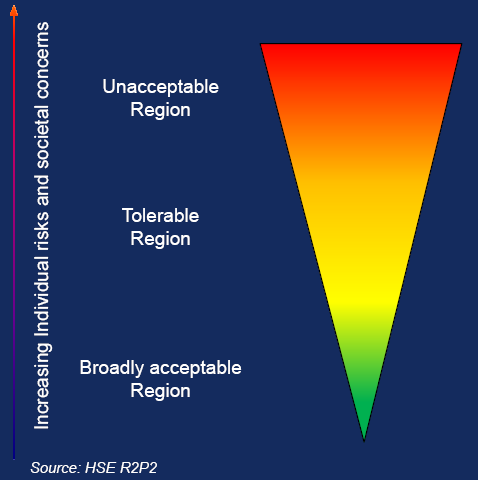 Increasing Individual risks and societal concerns
Unacceptable
Region
Tolerable
Region
Broadly acceptable
Region
Source: HSE R2P2